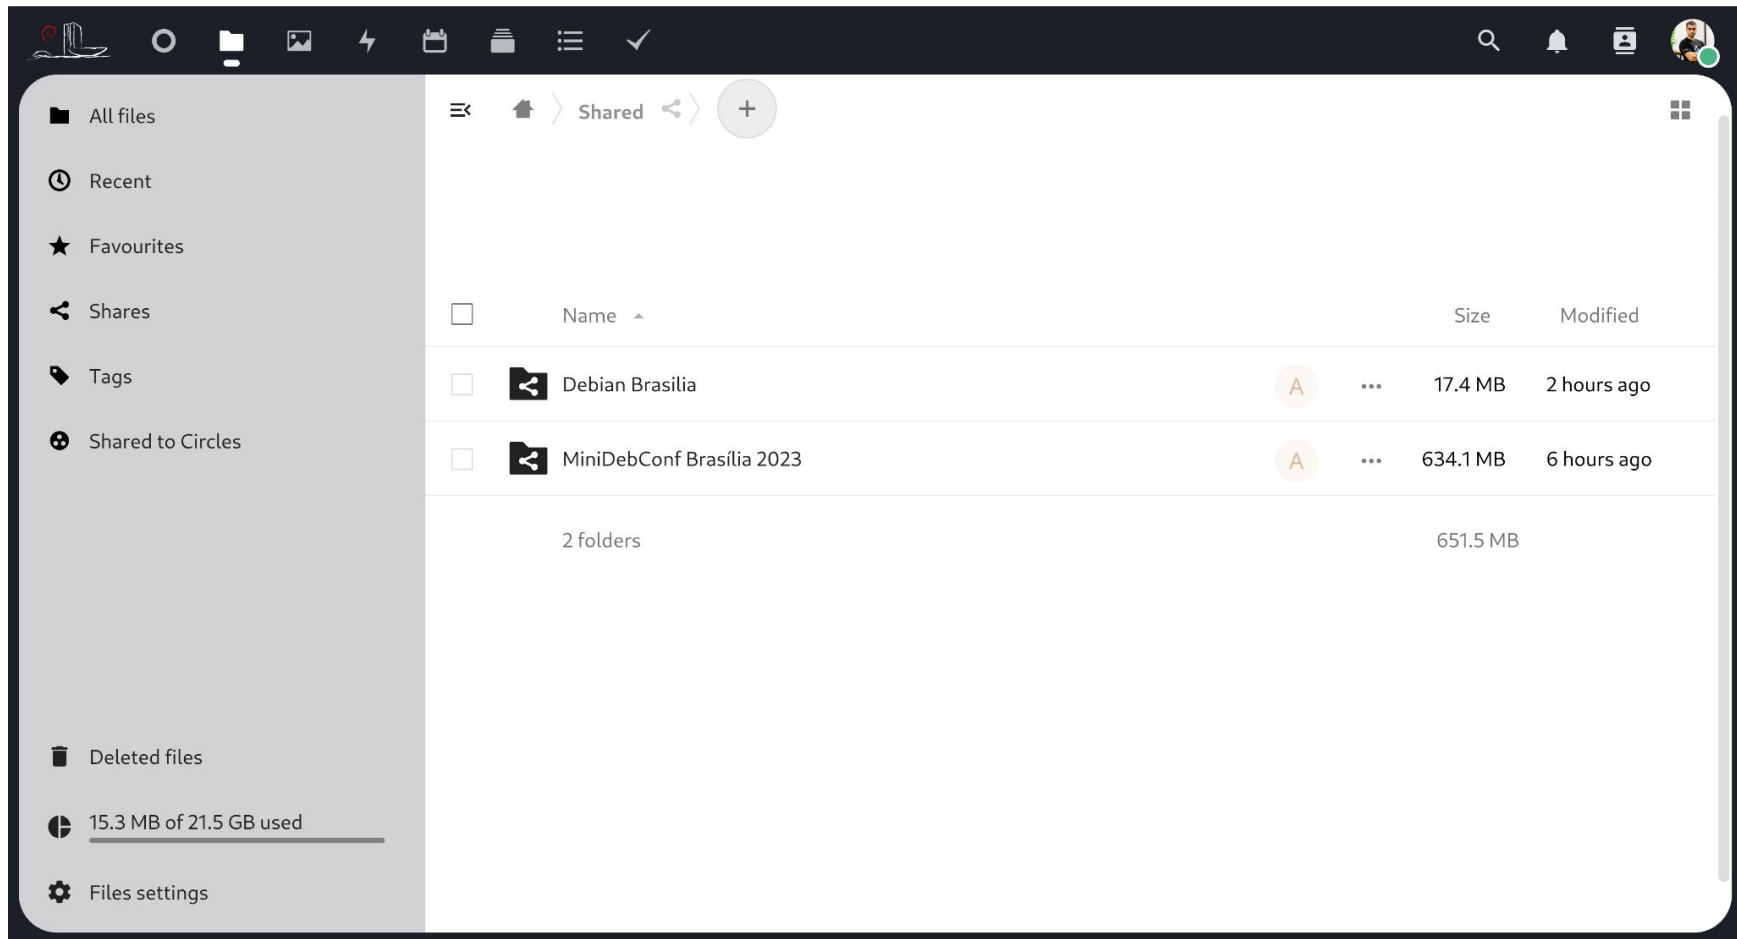 All files
Recent
Favourites
Shares
Tags
Shared to Circles
Deleted files
15.3 MB of 21.5 GB used
Files settings
Shared
+
Name Size Modified
Debian Brasilia A ••• 17.4 MB 2 hours ago
MiniDebConf Brasília 2023 A ••• 634.1 MB 6 hours ago
2 folders 651.5 MB